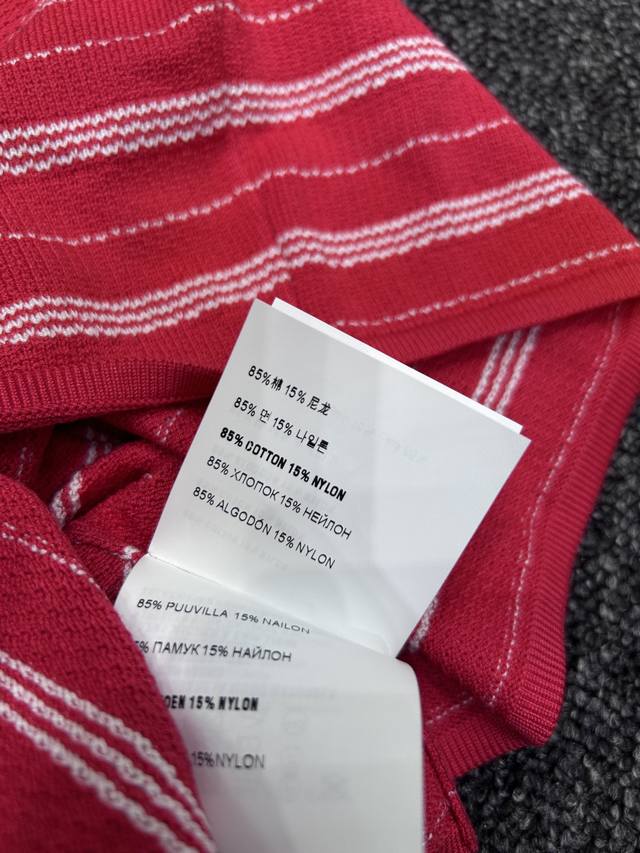 85%棉 15%尼龙
85% 면 15% 나일론
85% COTTON 15% NYLON
85% ХЛОПОК 15% НЕЙЛОН
85% ALGODÓN 15% NYLON
85% PUUVILLA 15% NAILON
% ПАМУК 15% НАЙЛОН
15% NYLON
15% NYLON